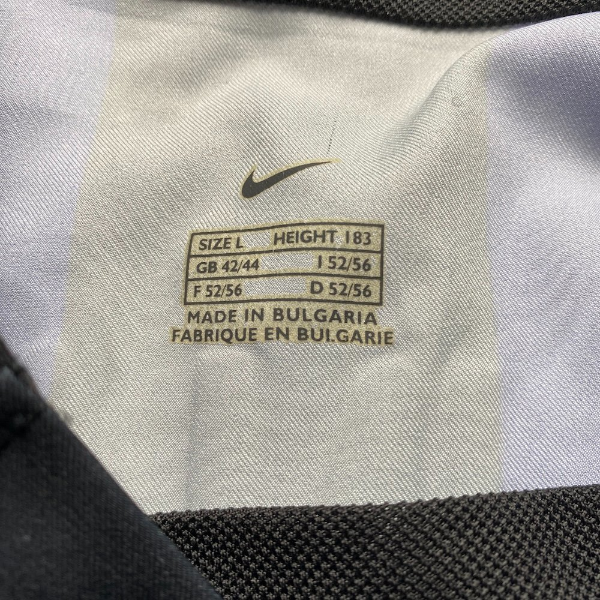 SIZE L HEIGHT 183
GB 42/44 I 52/56
F 52/56 D 52/56
MADE IN BULGARIA
FABRIQUE EN BULGARIE